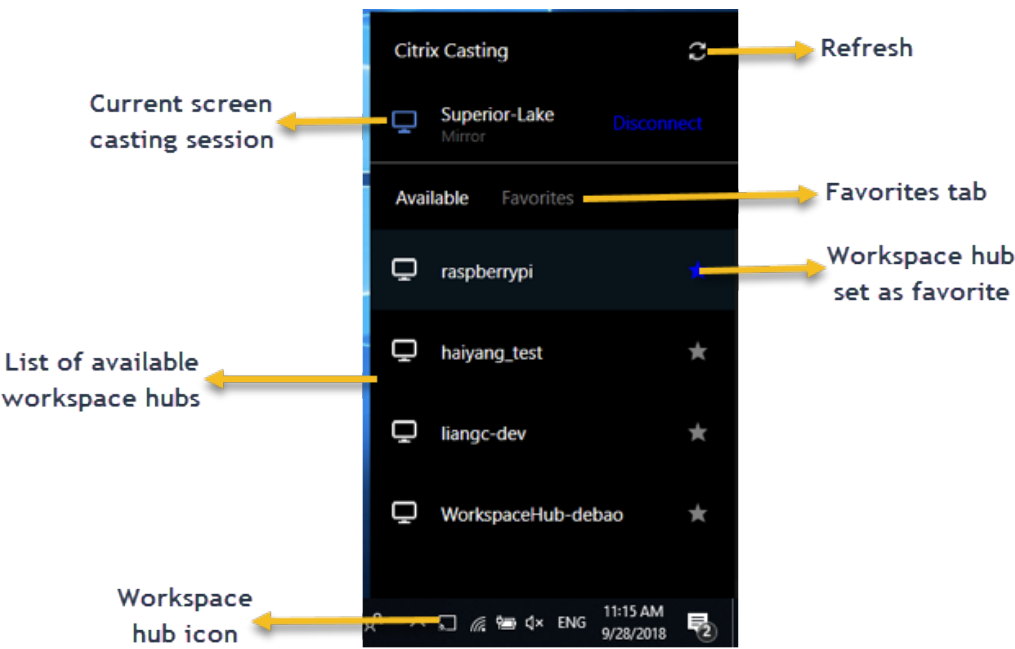 Citrix Casting
Refresh
Current screen
casting session
Superior-Lake
Mirror
Disconnect
Available
Favorites
Favorites tab
raspberrypi
Workspace hub
set as favorite
haiyang_test
List of available
workspace hubs
liangc-dev
WorkspaceHub-debao
Workspace
hub icon
ENG
11:15 AM
9/28/2018
2